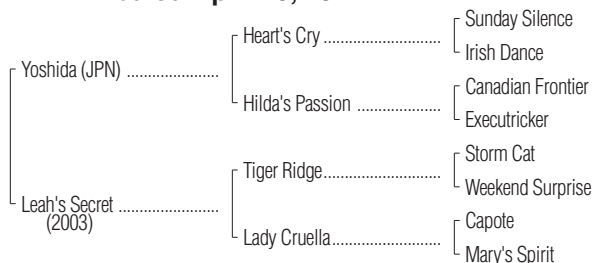 Sunday Silence
Heart's Cry
Irish Dance
Yoshida (JPN)
Canadian Frontier
Hilda's Passion
Executricker
Storm Cat
Tiger Ridge
Weekend Surprise
Leah's Secret
(2003)
Capote
Lady Cruella
Mary's Spirit